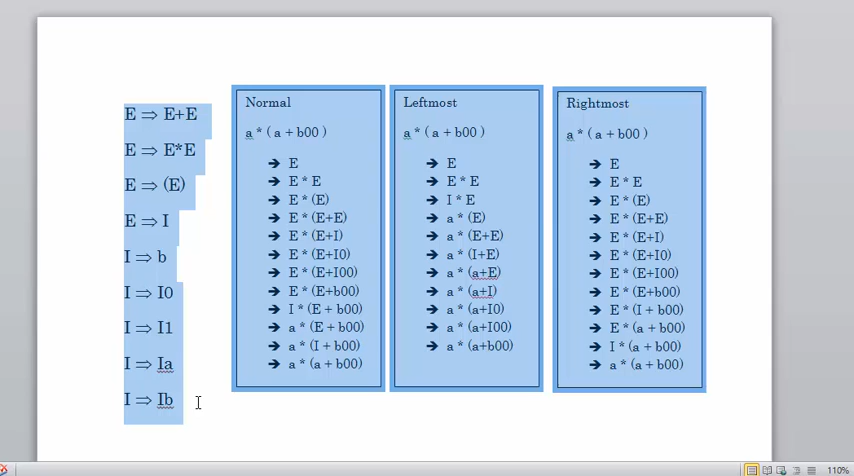 E ⇒ E+E
E ⇒ E*E
E ⇒ (E)
E ⇒ I
I ⇒ b
I ⇒ I0
I ⇒ I1
I ⇒ Ia
I ⇒ Ib
Normal
a * ( a + b00 )
➔ E
➔ E * E
➔ E * (E)
➔ E * (E+E)
➔ E * (E+I)
➔ E * (E+I0)
➔ E * (E+I00)
➔ E * (E+b00)
➔ I * (E + b00)
➔ a * (E + b00)
➔ a * (I + b00)
➔ a * (a + b00)
Leftmost
a * ( a + b00 )
➔ E
➔ E * E
➔ I * E
➔ a * (E)
➔ a * (E+E)
➔ a * (I+E)
➔ a * (a+E)
➔ a * (a+I)
➔ a * (a+I0)
➔ a * (a+I00)
➔ a * (a+b00)
Rightmost
a * ( a + b00 )
➔ E
➔ E * E
➔ E * (E)
➔ E * (E+E)
➔ E * (E+I)
➔ E * (E+I0)
➔ E * (E+I00)
➔ E * (E+b00)
➔ E * (I + b00)
➔ E * (a + b00)
➔ I * (a + b00)
➔ a * (a + b00)
110%